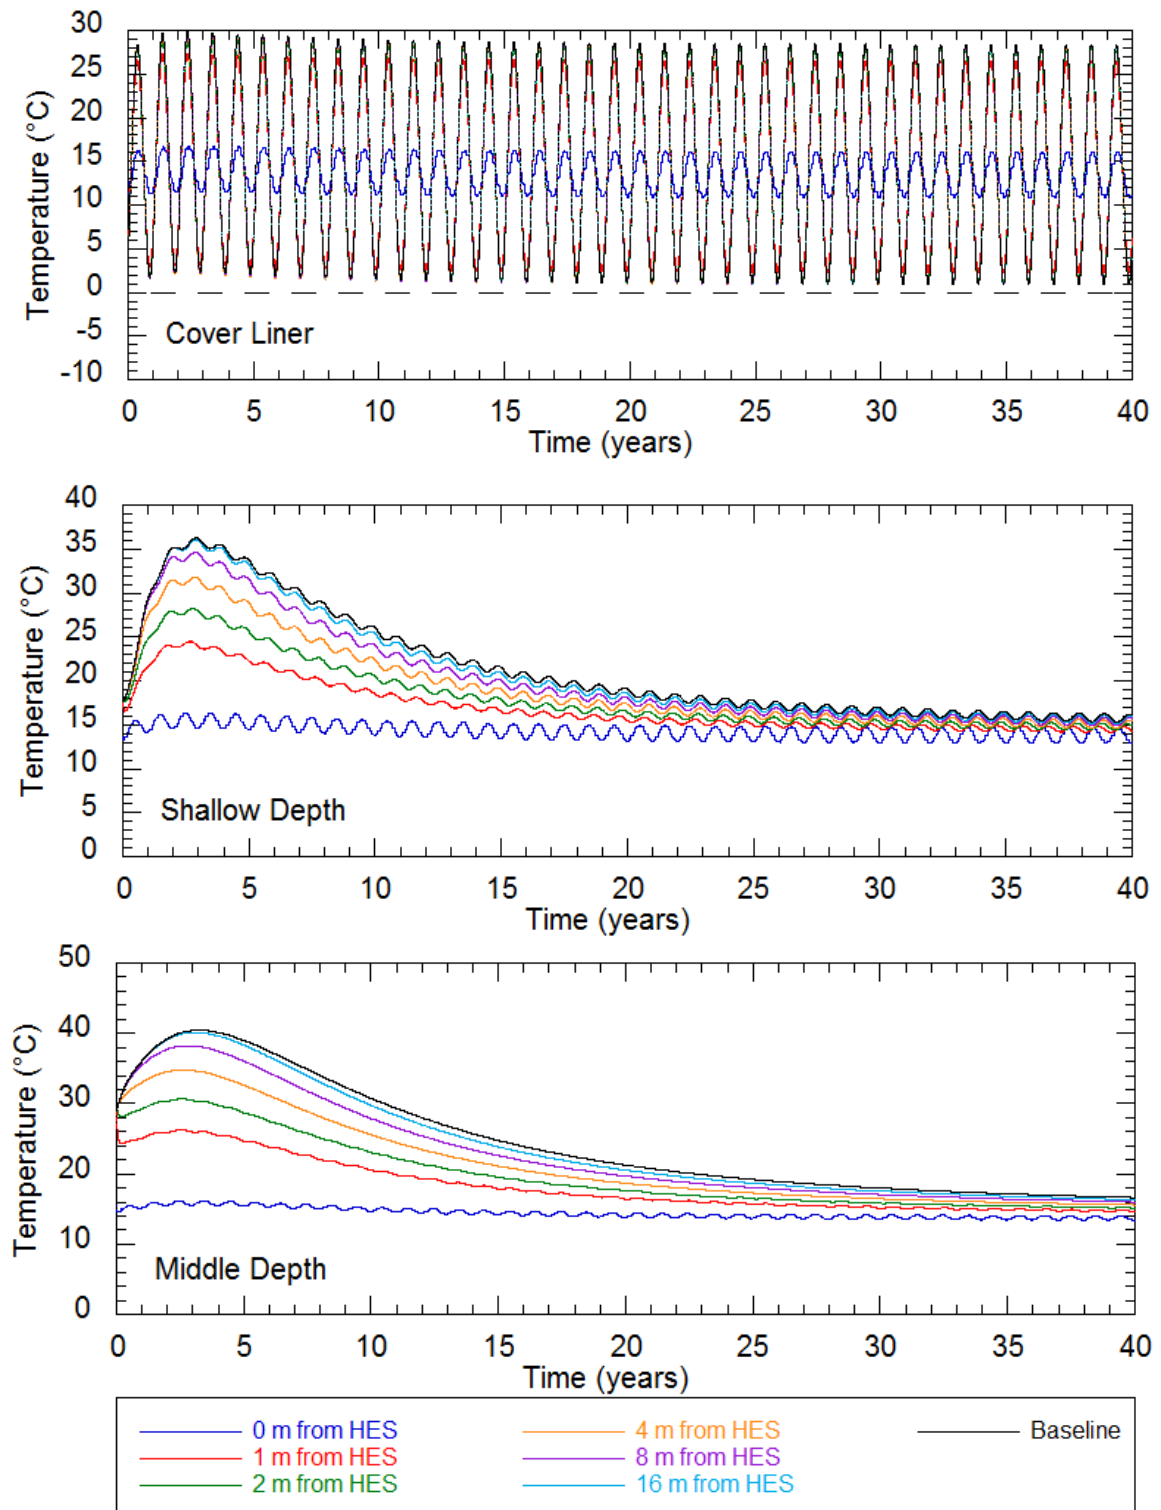 Temperature (°C)
30
25
20
15
10
5
0
-5
-10
Cover Liner
0 5 10 15 20 25 30 35 40
Time (years)
Temperature (°C)
40
35
30
25
20
15
10
5
0
Shallow Depth
0 5 10 15 20 25 30 35 40
Time (years)
Temperature (°C)
50
40
30
20
10
0
Middle Depth
0 5 10 15 20 25 30 35 40
Time (years)
0 m from HES 4 m from HES Baseline
1 m from HES 8 m from HES
2 m from HES 16 m from HES